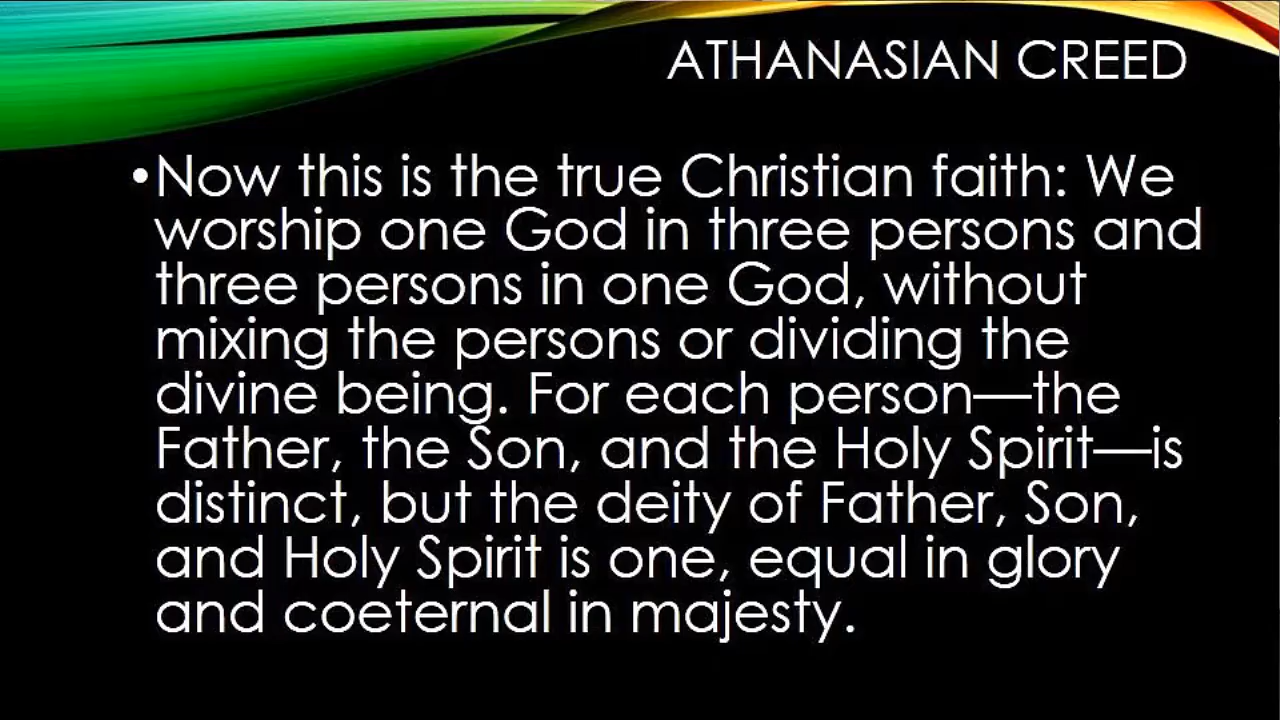 ATHANASIAN CREED
•Now this is the true Christian faith: We
worship one God in three persons and
three persons in one God, without
mixing the persons or dividing the
divine being. For each person—the
Father, the Son, and the Holy Spirit—is
distinct, but the deity of Father, Son,
and Holy Spirit is one, equal in glory
and coeternal in majesty.